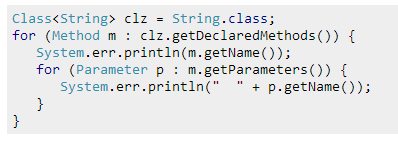 Class<String> clz = String.class;
for (Method m : clz.getDeclaredMethods()) {
   System.err.println(m.getName());
   for (Parameter p : m.getParameters()) {
      System.err.println("  " + p.getName());
   }
}